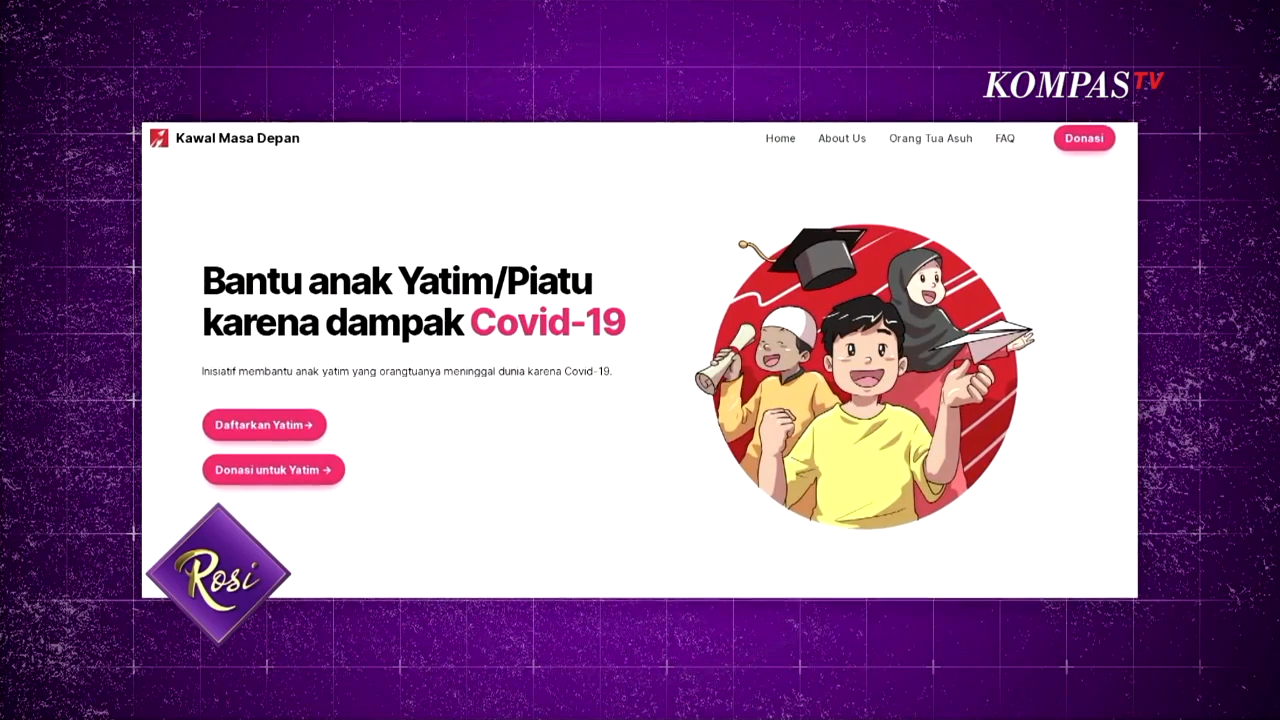 KOMPAS TV
Kawal Masa Depan
Home
About Us
Orang Tua Asuh
FAQ
Donasi
Bantu anak Yatim/Piatu
karena dampak Covid-19
Inisiatif membantu anak yatim yang orangtuanya meninggal dunia karena Covid-19.
Daftarkan Yatim→
Donasi untuk Yatim →
Rosi